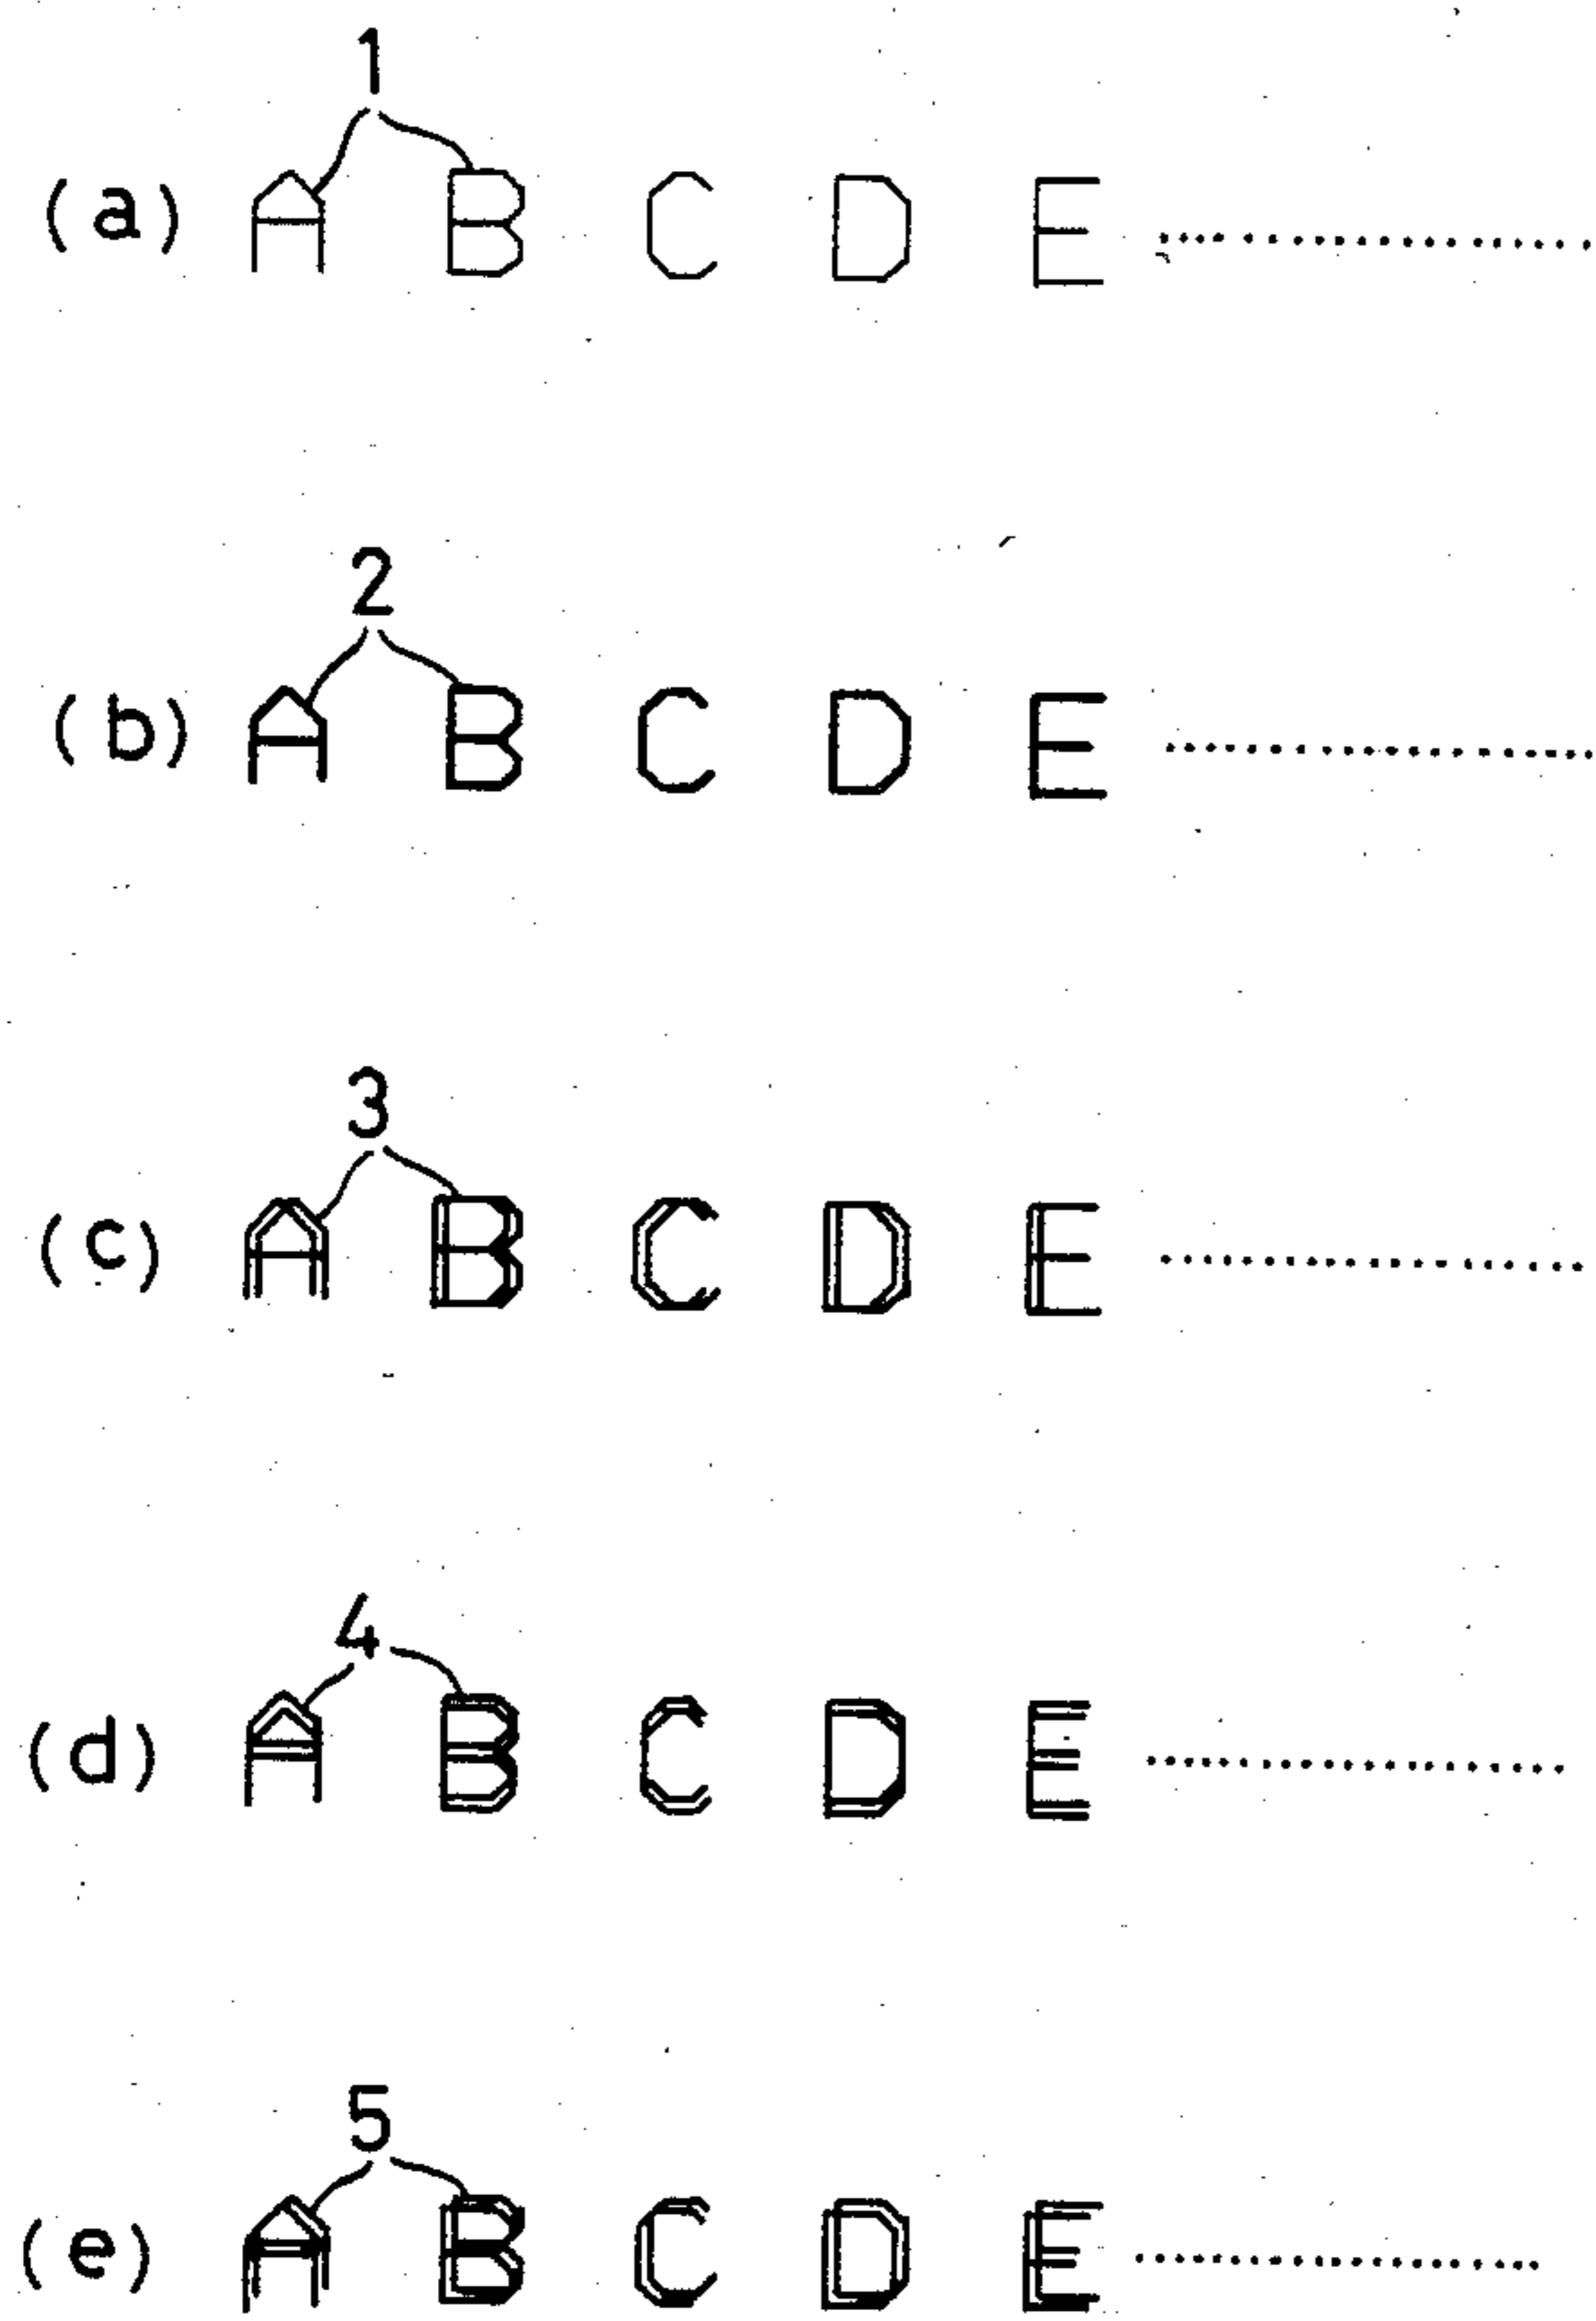 1
(a) A B C D E ....................
2
(b) A B C D E ....................
3
(c) A B C D E ....................
4
(d) A B C D E ....................
5
(e) A B C D E ....................